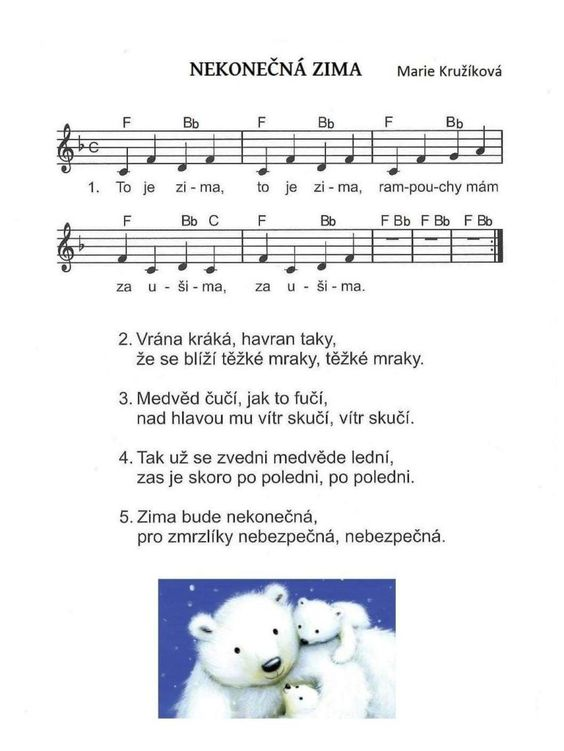 NEKONEČNÁ ZIMA Marie Kružíková
F Bb F Bb F Bb
1. To je zi - ma, to je zi - ma, ram-pou-chy mám
F Bb C F Bb F Bb F Bb F Bb
za u - ši - ma, za u - ši - ma.
2. Vrána kráká, havran taky,
že se blíží těžké mraky, těžké mraky.
3. Medvěd čučí, jak to fučí,
nad hlavou mu vítr skučí, vítr skučí.
4. Tak už se zvedni medvěde lední,
zas je skoro po poledni, po poledni.
5. Zima bude nekonečná,
pro zmrzlíky nebezpečná, nebezpečná.